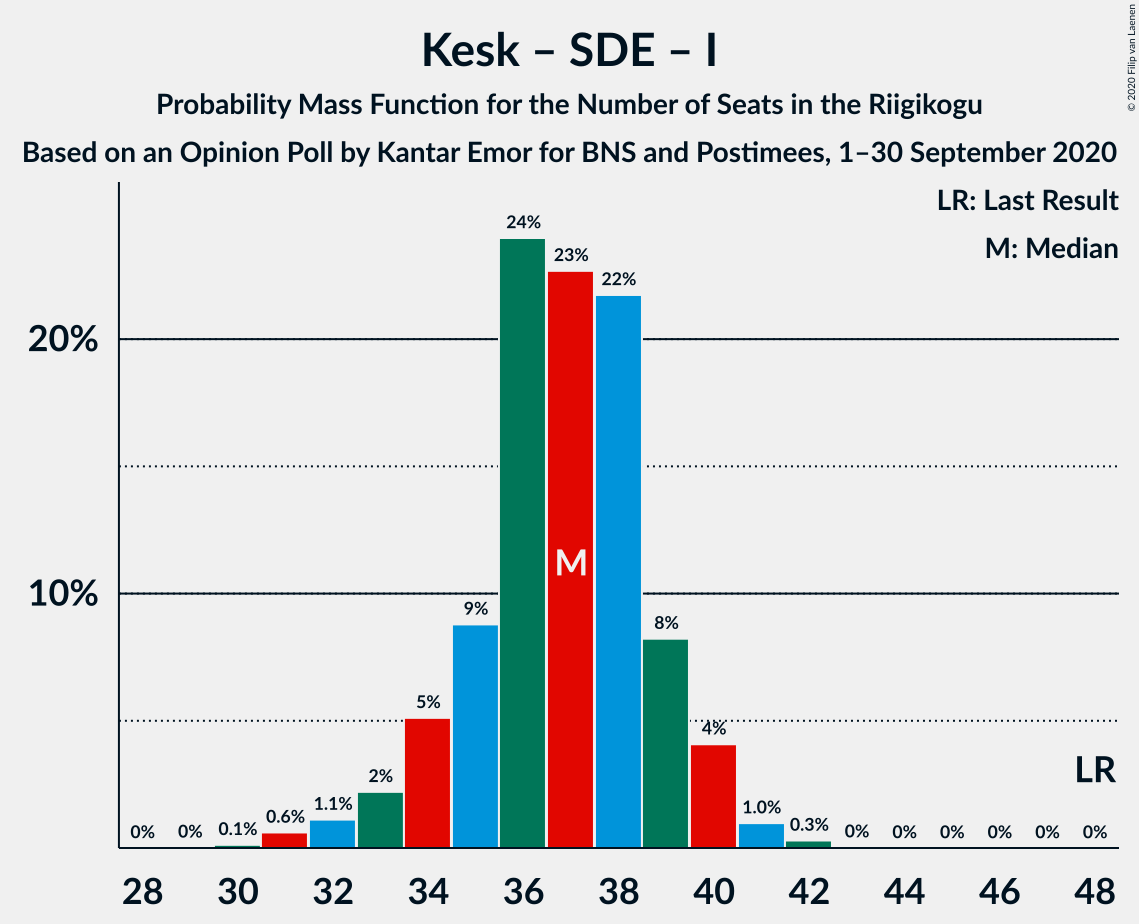 Kesk – SDE – I
Probability Mass Function for the Number of Seats in the Riigikogu
Based on an Opinion Poll by Kantar Emor for BNS and Postimees, 1–30 September 2020
© 2020 Filip van Laenen
LR: Last Result
M: Median
20%
10%
0%
0%
0.1%
0.6%
1.1%
2%
5%
9%
24%
23%
22%
8%
4%
1.0%
0.3%
0%
0%
0%
0%
0%
0%
M
LR
28 30 32 34 36 38 40 42 44 46 48